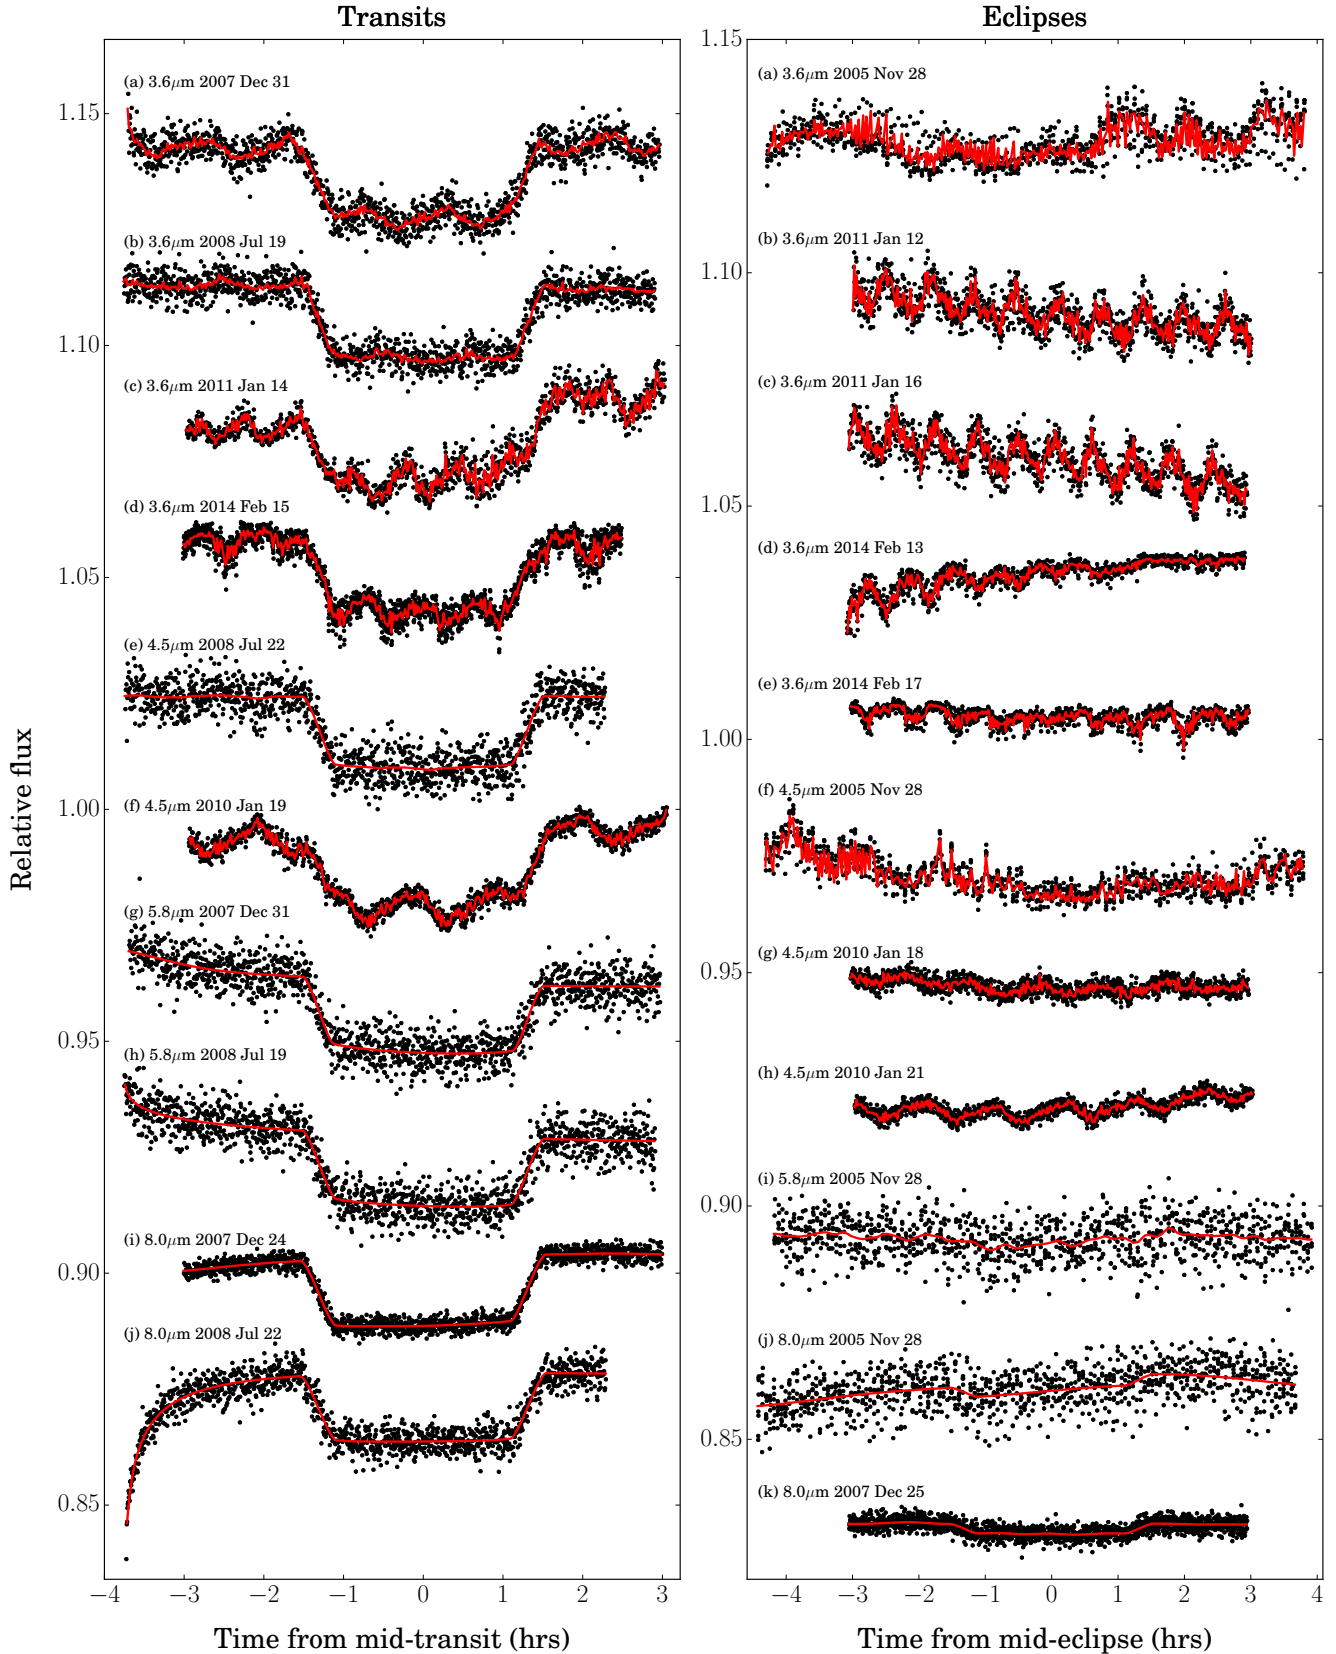 Transits
Eclipses
Relative flux
1.15
1.10
1.05
1.00
0.95
0.90
0.85
(a) 3.6μm 2007 Dec 31
(b) 3.6μm 2008 Jul 19
(c) 3.6μm 2011 Jan 14
(d) 3.6μm 2014 Feb 15
(e) 4.5μm 2008 Jul 22
(f) 4.5μm 2010 Jan 19
(g) 5.8μm 2007 Dec 31
(h) 5.8μm 2008 Jul 19
(i) 8.0μm 2007 Dec 24
(j) 8.0μm 2008 Jul 22
−4 −3 −2 −1 0 1 2 3
Time from mid-transit (hrs)
1.15
1.10
1.05
1.00
0.95
0.90
0.85
(a) 3.6μm 2005 Nov 28
(b) 3.6μm 2011 Jan 12
(c) 3.6μm 2011 Jan 16
(d) 3.6μm 2014 Feb 13
(e) 3.6μm 2014 Feb 17
(f) 4.5μm 2005 Nov 28
(g) 4.5μm 2010 Jan 18
(h) 4.5μm 2010 Jan 21
(i) 5.8μm 2005 Nov 28
(j) 8.0μm 2005 Nov 28
(k) 8.0μm 2007 Dec 25
−4 −3 −2 −1 0 1 2 3 4
Time from mid-eclipse (hrs)